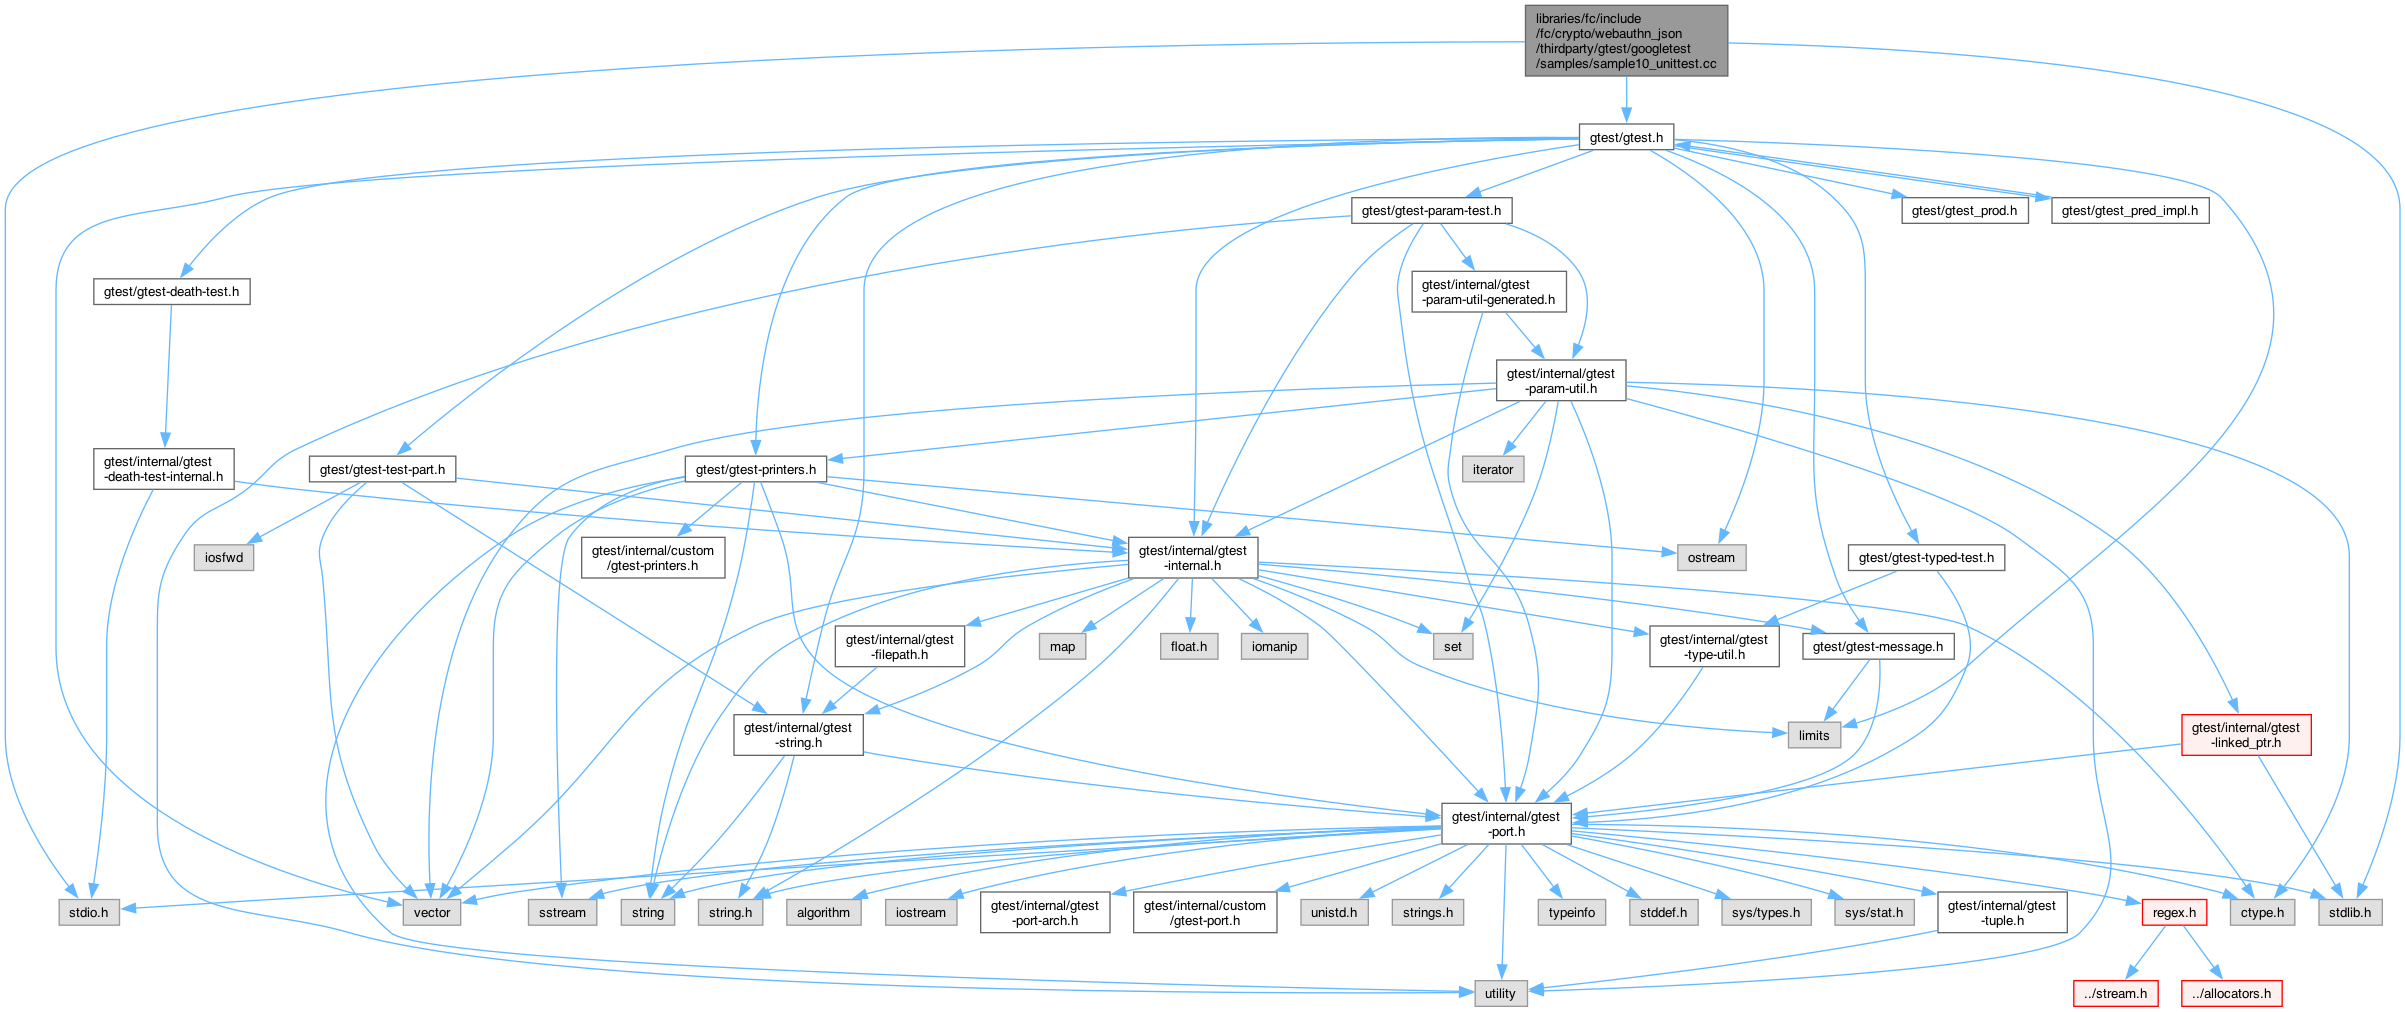 libraries/fc/include
/fc/crypto/webauthn_json
/thirdparty/gtest/googletest
/samples/sample10_unittest.cc
gtest/gtest.h
gtest/gtest-param-test.h
gtest/gtest_prod.h
gtest/gtest_pred_impl.h
gtest/gtest-death-test.h
gtest/internal/gtest
-param-util-generated.h
gtest/internal/gtest
-param-util.h
gtest/internal/gtest
-death-test-internal.h
gtest/gtest-test-part.h
gtest/gtest-printers.h
iterator
iosfwd
gtest/internal/custom
/gtest-printers.h
gtest/internal/gtest
-internal.h
ostream
gtest/gtest-typed-test.h
gtest/internal/gtest
-filepath.h
map
float.h
iomanip
set
gtest/internal/gtest
-type-util.h
gtest/gtest-message.h
gtest/internal/gtest
-string.h
limits
gtest/internal/gtest
-linked_ptr.h
gtest/internal/gtest
-port.h
stdio.h
vector
sstream
string
string.h
algorithm
iostream
gtest/internal/gtest
-port-arch.h
gtest/internal/custom
/gtest-port.h
unistd.h
strings.h
typeinfo
stddef.h
sys/types.h
sys/stat.h
gtest/internal/gtest
-tuple.h
regex.h
ctype.h
stdlib.h
utility
../stream.h
../allocators.h